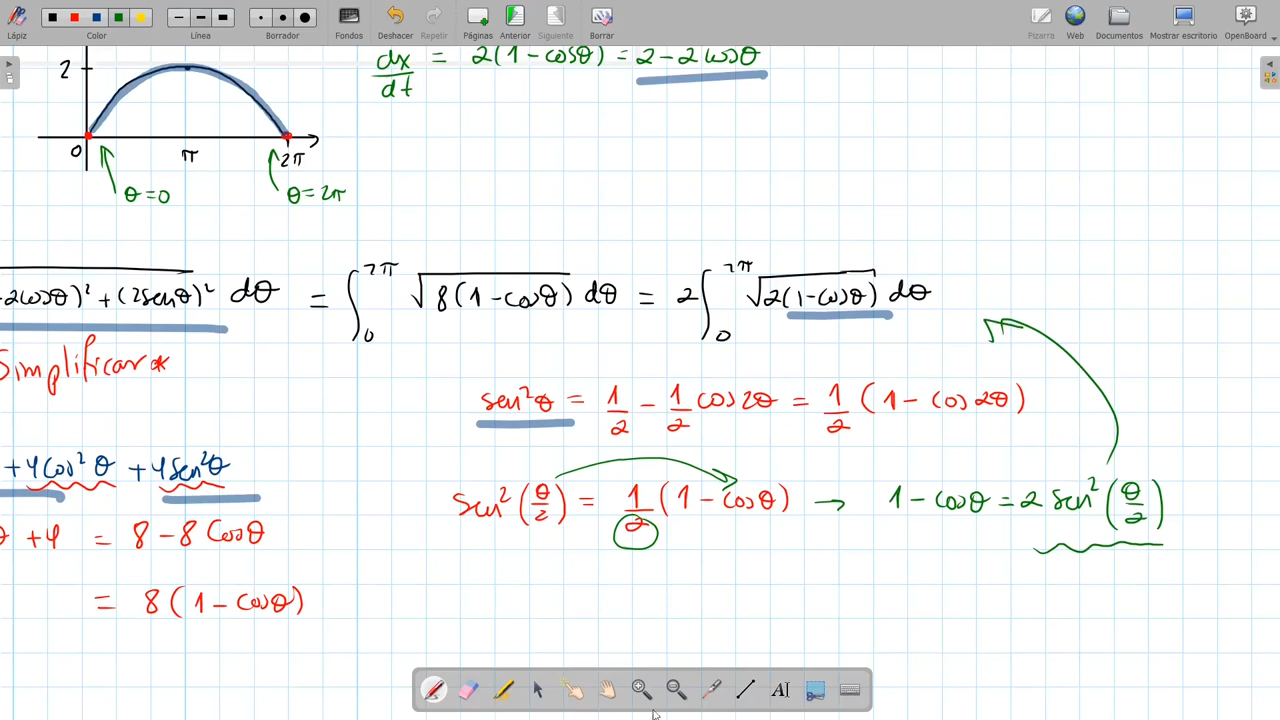 Lápiz Color Línea Borrador Fondos Deshacer Repetir Páginas Anterior Siguiente Borrar Pizarra Web Documentos Mostrar escritorio OpenBoard
dx/dt = 2(1-cosθ) = 2-2cosθ
2
0 π 2π
θ=0 θ=2π
2cosθ)² + (2senθ)² dθ = ∫₀^2π √8(1-cosθ) dθ = 2 ∫₀^2π √2(1-cosθ) dθ
Simplificar*
sen²θ = 1/2 - 1/2 cos2θ = 1/2 (1 - cos2θ)
+4cos²θ +4sen²θ
sen²(θ/2) = 1/2 (1-cosθ) → 1-cosθ = 2 sen²(θ/2)
θ +4 = 8-8cosθ
= 8(1-cosθ)
AI